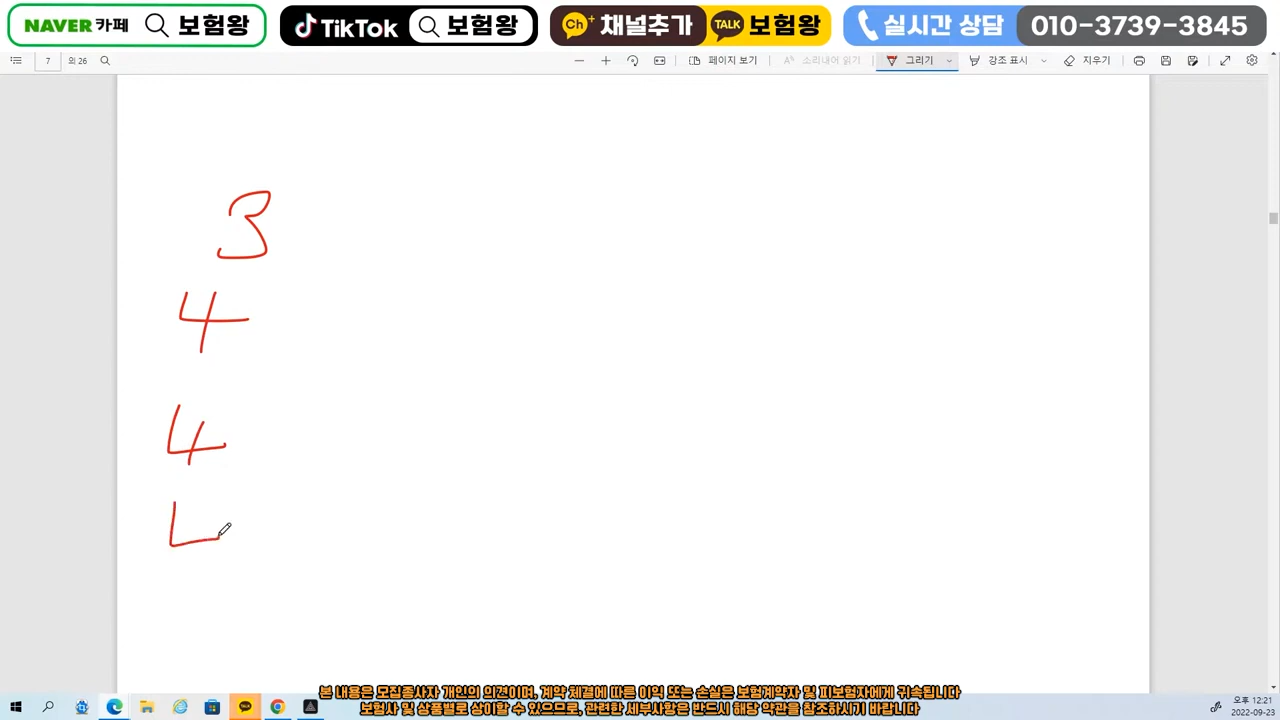 NAVER 카페 보험왕 TikTok 보험왕 Ch+ 채널추가 TALK 보험왕 실시간 상담 010-3739-3845
7 의 26 페이지 보기 소리내어 읽기 그리기 강조 표시 지우기
3
4
4
본 내용은 모집종사자 개인의 의견이며, 계약 체결에 따른 이익 또는 손실은 보험계약자 및 피보험자에게 귀속됩니다
보험사 및 상품별로 상이할 수 있으므로, 관련한 세부사항은 반드시 해당 약관을 참조하시기 바랍니다
TALK
오후 12:21
2022-09-23